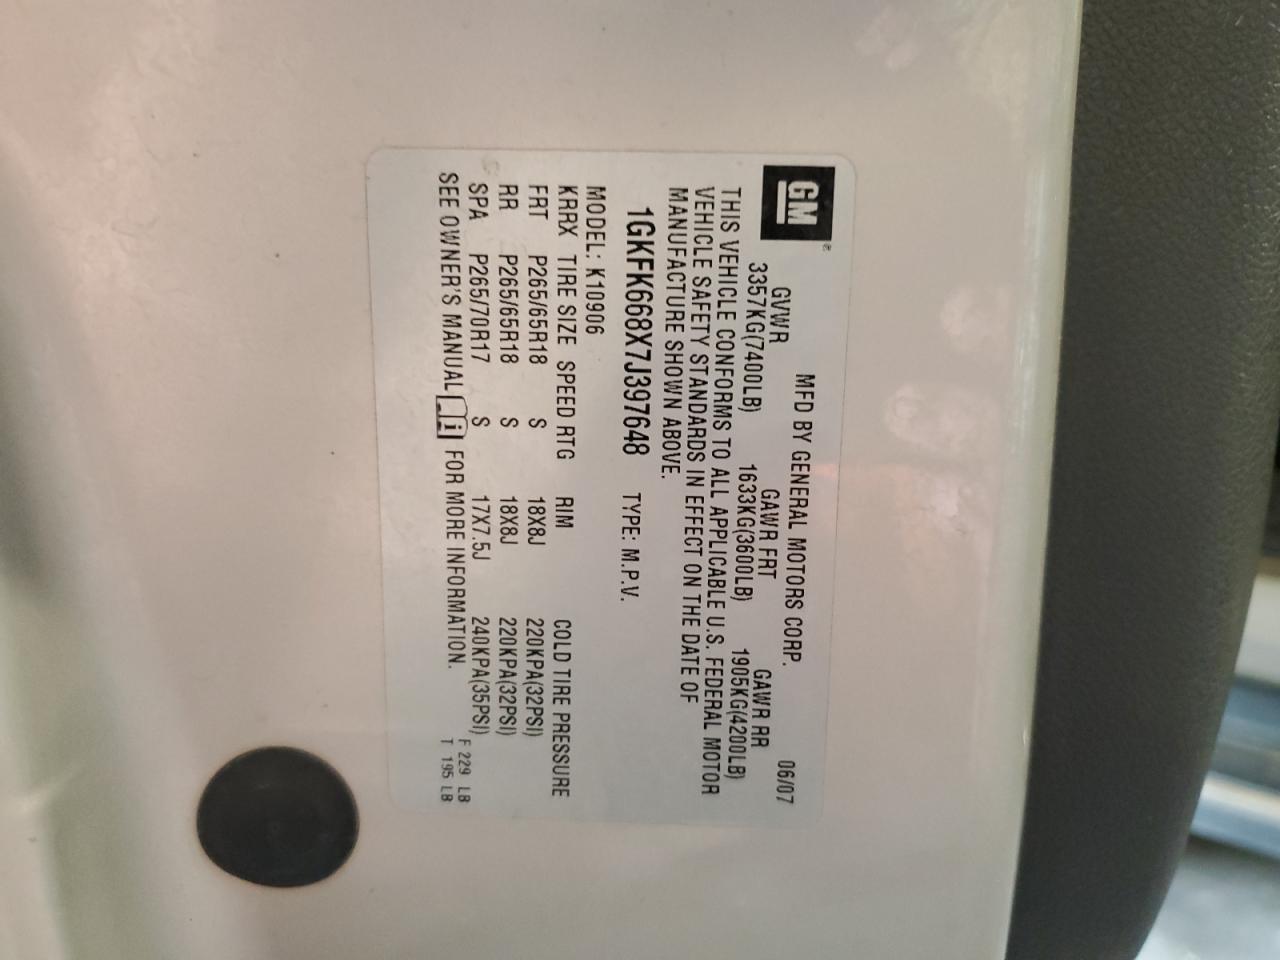 GM®
MFD BY GENERAL MOTORS CORP. 06/07
GVWR GAWR FRT GAWR RR
3357KG(7400LB) 1633KG(3600LB) 1905KG(4200LB)
THIS VEHICLE CONFORMS TO ALL APPLICABLE U.S. FEDERAL MOTOR
VEHICLE SAFETY STANDARDS IN EFFECT ON THE DATE OF
MANUFACTURE SHOWN ABOVE.
1GKFK668X7J397648 TYPE: M.P.V.
MODEL: K10906
KRRX TIRE SIZE SPEED RTG RIM COLD TIRE PRESSURE
FRT P265/65R18 S 18X8J 220KPA(32PSI)
RR P265/65R18 S 18X8J 220KPA(32PSI)
SPA P265/70R17 S 17X7.5J 240KPA(35PSI)
SEE OWNER'S MANUAL i FOR MORE INFORMATION.
F 229 LB
T 195 LB